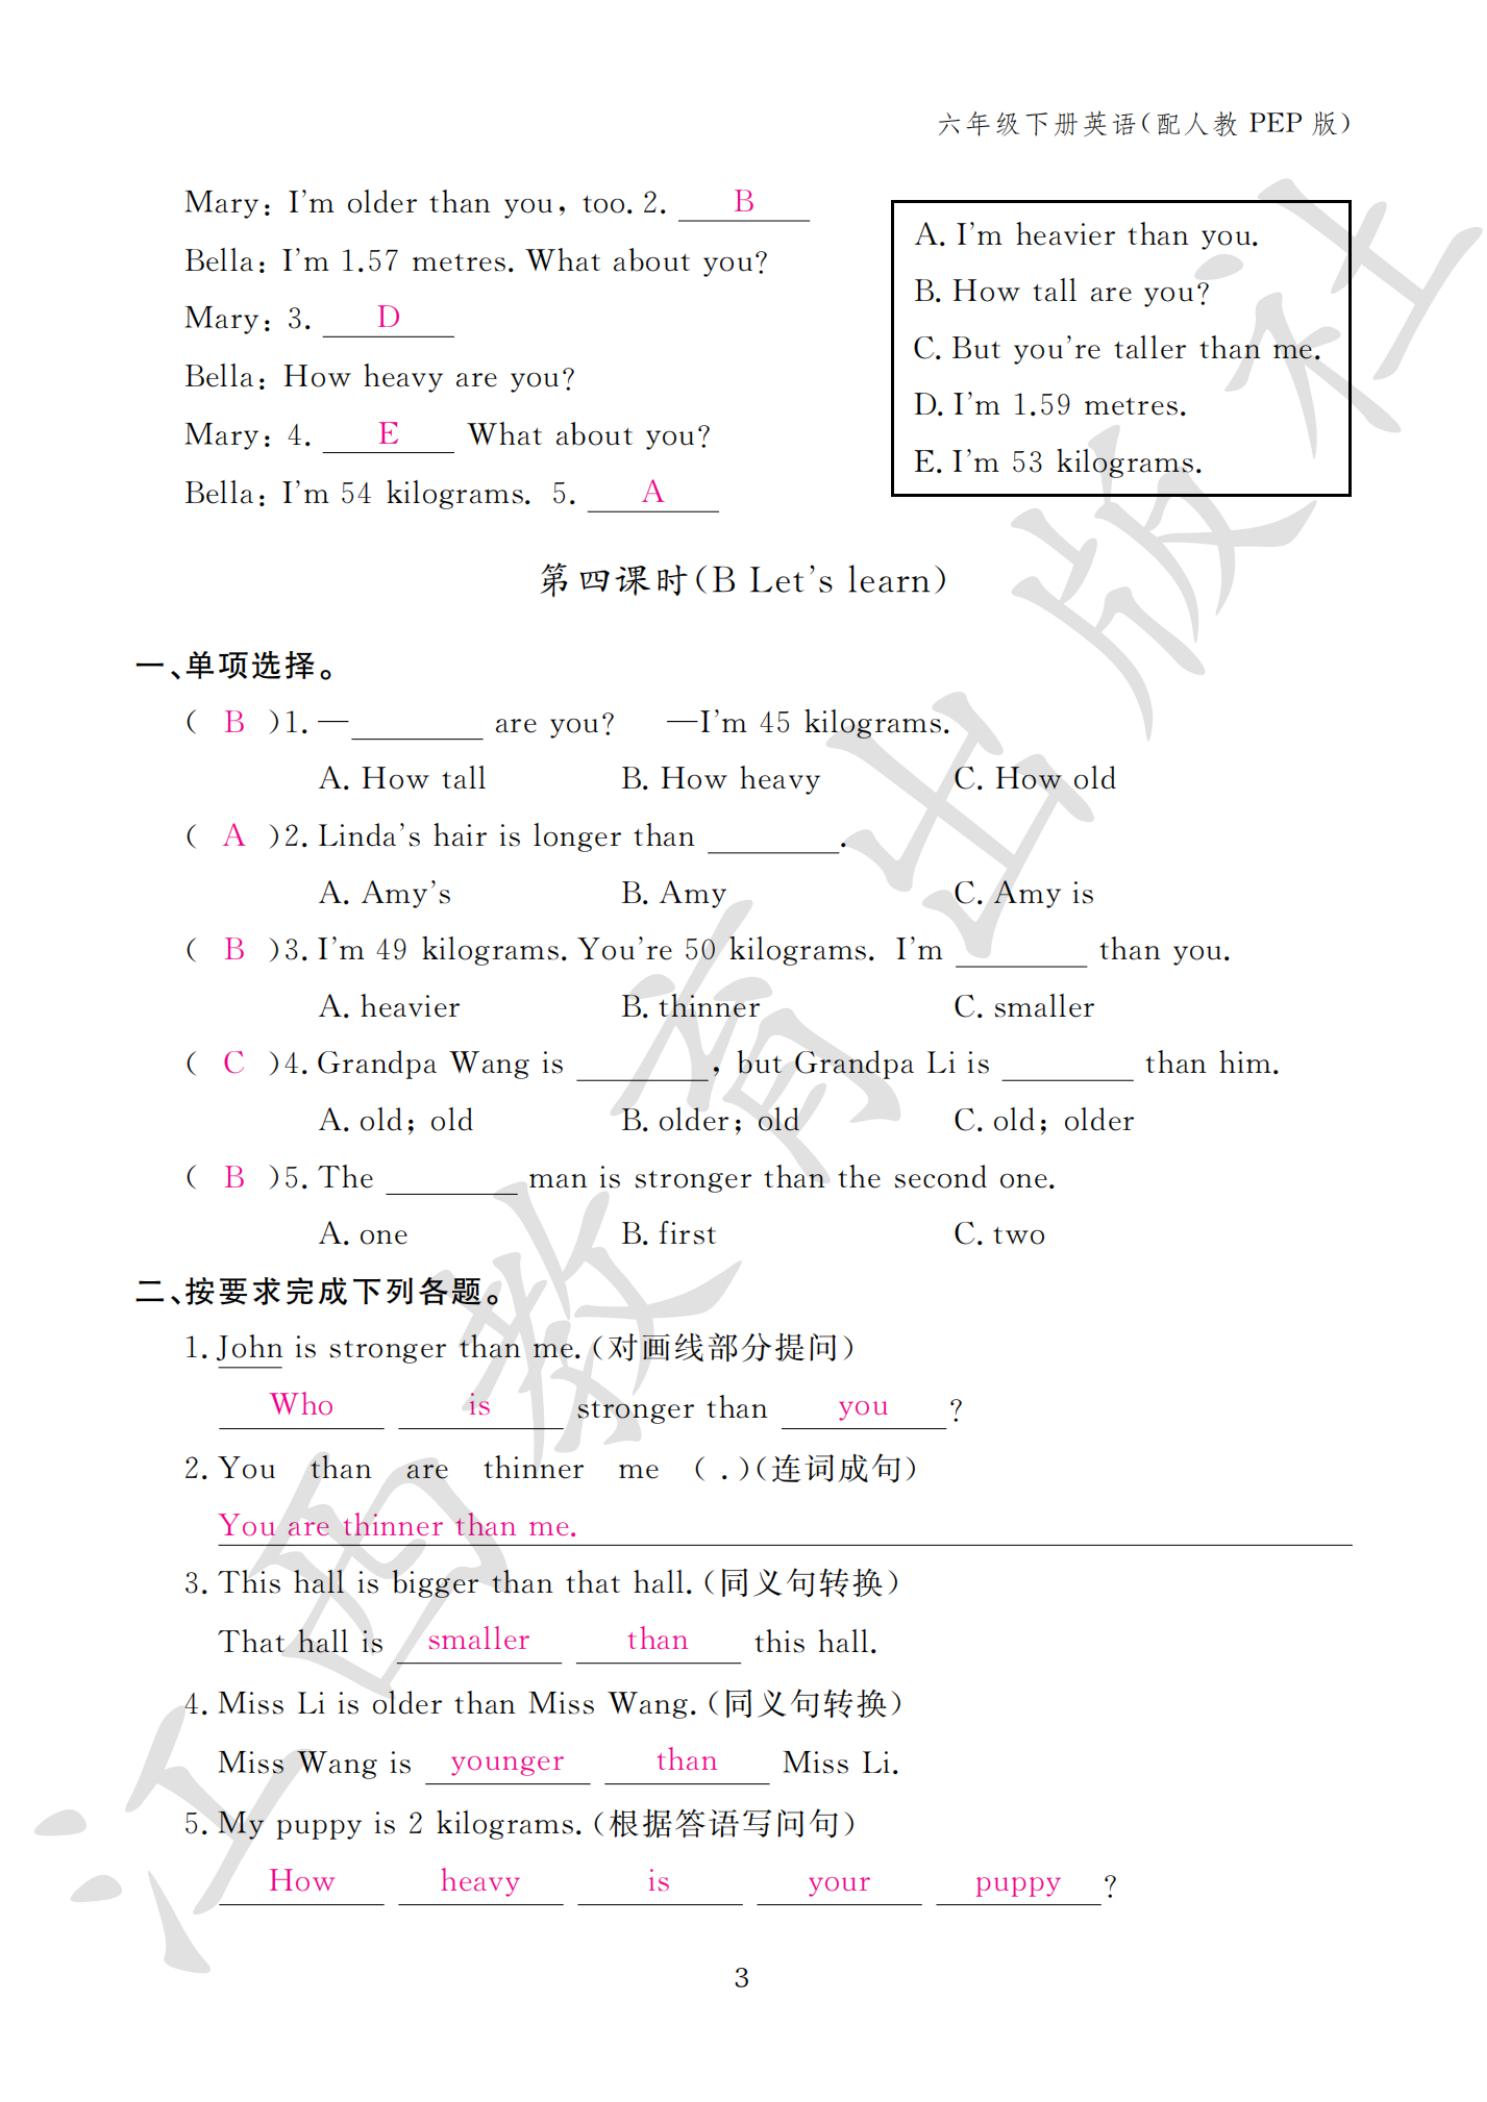 六年级下册英语(配人教 PEP 版)
Mary: I'm older than you, too. 2. B
Bella: I'm 1.57 metres. What about you?
Mary: 3. D
Bella: How heavy are you?
Mary: 4. E What about you?
Bella: I'm 54 kilograms. 5. A
A. I'm heavier than you.
B. How tall are you?
C. But you're taller than me.
D. I'm 1.59 metres.
E. I'm 53 kilograms.
第四课时(B Let's learn)
一、单项选择。
( B )1. —________ are you? —I'm 45 kilograms.
A. How tall B. How heavy C. How old
( A )2. Linda's hair is longer than ________.
A. Amy's B. Amy C. Amy is
( B )3. I'm 49 kilograms. You're 50 kilograms. I'm ________ than you.
A. heavier B. thinner C. smaller
( C )4. Grandpa Wang is ________, but Grandpa Li is ________ than him.
A. old; old B. older; old C. old; older
( B )5. The ________ man is stronger than the second one.
A. one B. first C. two
二、按要求完成下列各题。
1. John is stronger than me. (对画线部分提问)
Who is stronger than you ?
2. You than are thinner me ( . )(连词成句)
You are thinner than me.
3. This hall is bigger than that hall. (同义句转换)
That hall is smaller than this hall.
4. Miss Li is older than Miss Wang. (同义句转换)
Miss Wang is younger than Miss Li.
5. My puppy is 2 kilograms. (根据答语写问句)
How heavy is your puppy ?
3
江西教育出版社